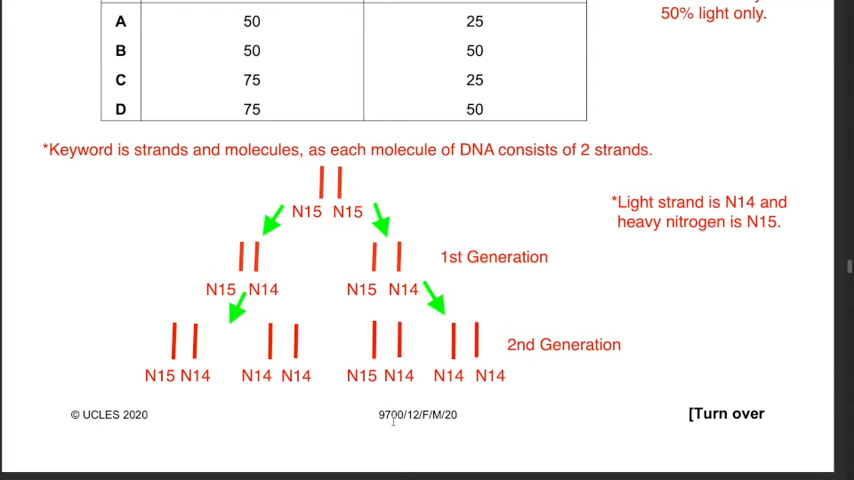 50% light only.
A 50 25
B 50 50
C 75 25
D 75 50
*Keyword is strands and molecules, as each molecule of DNA consists of 2 strands.
N15 N15
*Light strand is N14 and
heavy nitrogen is N15.
1st Generation
N15 N14 N15 N14
2nd Generation
N15 N14 N14 N14 N15 N14 N14 N14
© UCLES 2020 9700/12/F/M/20 [Turn over